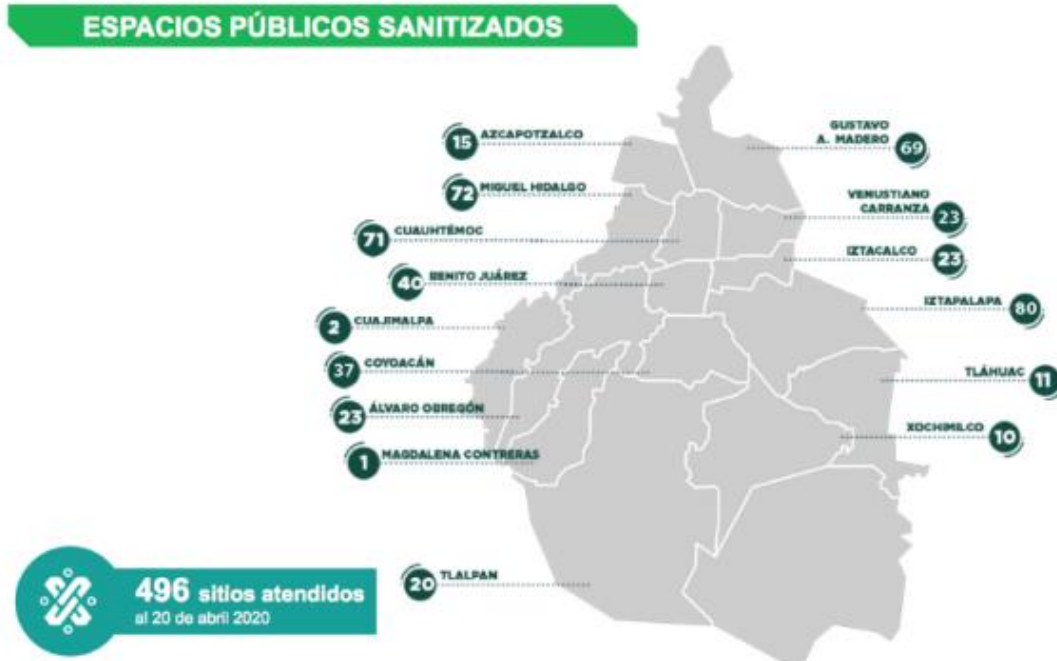 ESPACIOS PÚBLICOS SANITIZADOS
15 AZCAPOTZALCO
72 MIGUEL HIDALGO
71 CUAUHTÉMOC
40 BENITO JUÁREZ
2 CUAJIMALPA
37 COYOACÁN
23 ÁLVARO OBREGÓN
1 MAGDALENA CONTRERAS
20 TLALPAN
GUSTAVO
A. MADERO 69
VENUSTIANO
CARRANZA 23
IZTACALCO 23
IZTAPALAPA 80
TLÁHUAC 11
XOCHIMILCO 10
496 sitios atendidos
al 20 de abril 2020